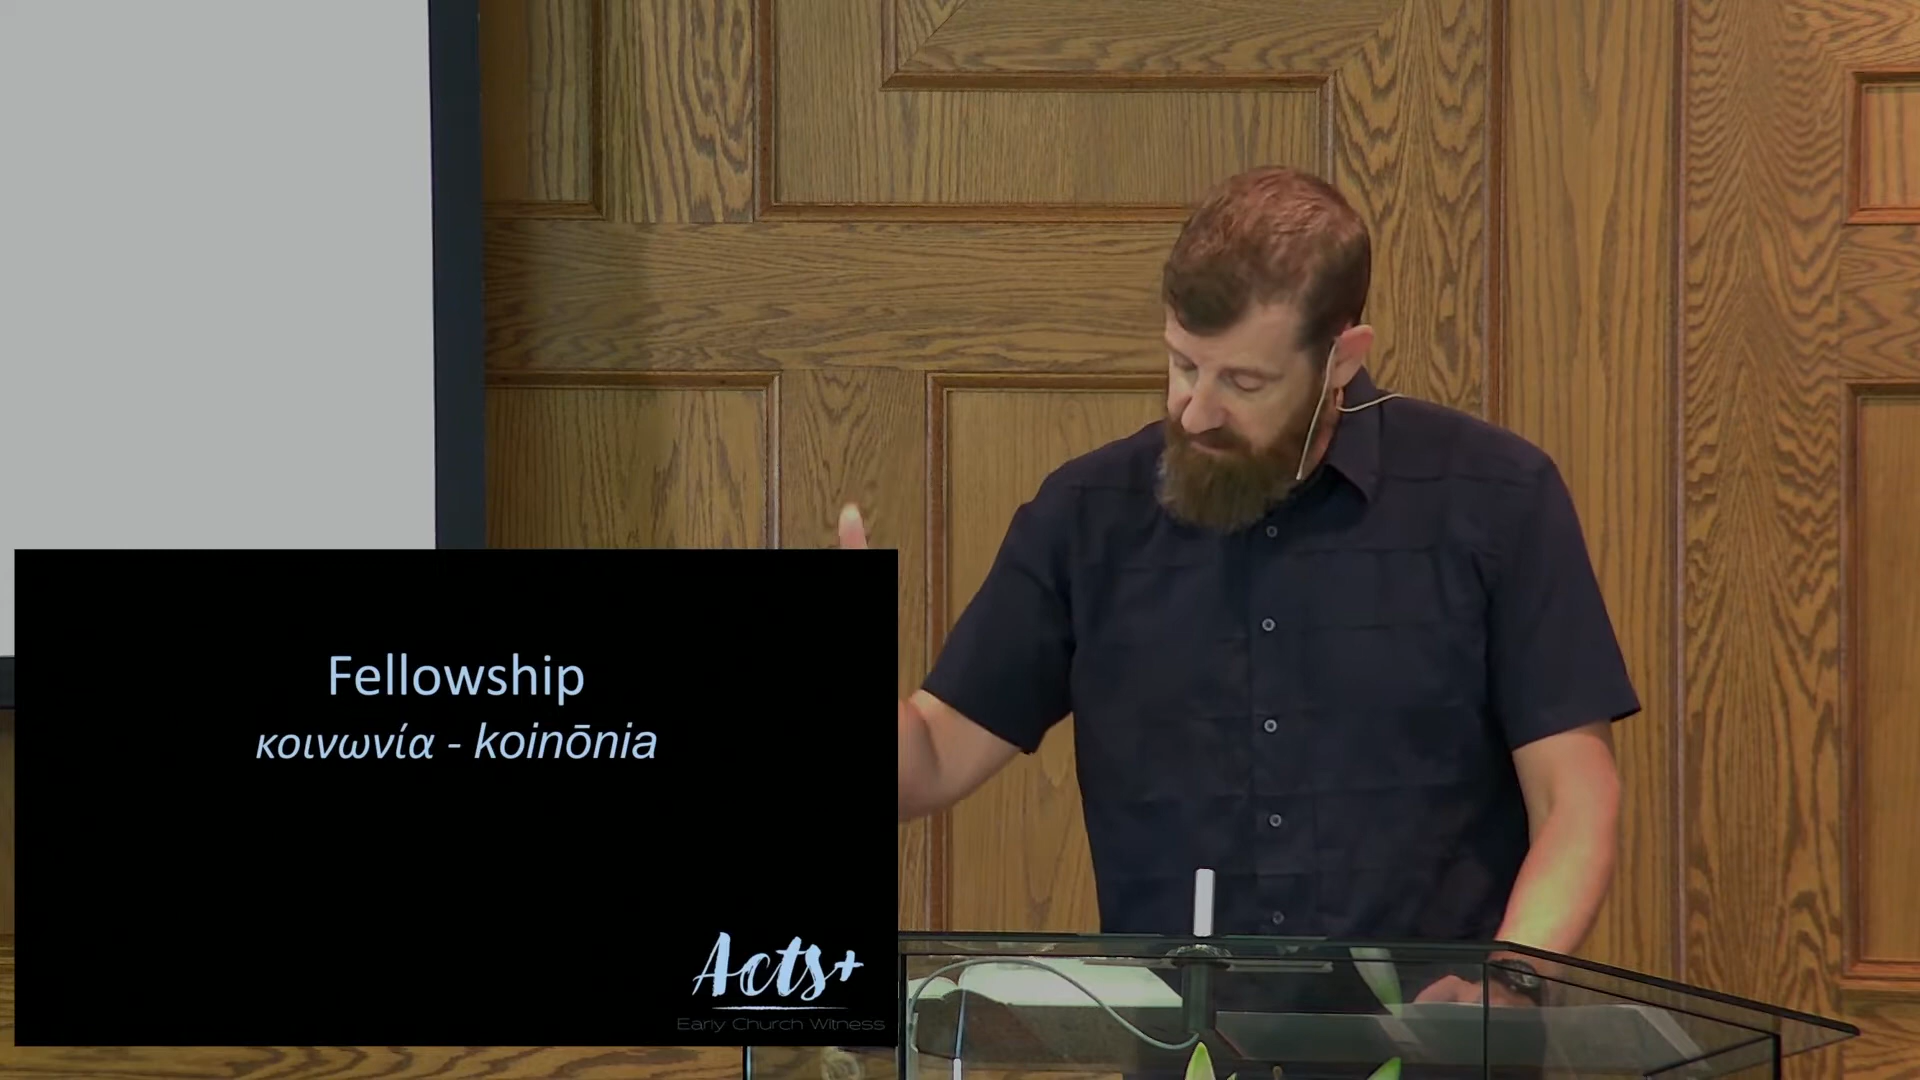 Fellowship
κοινωνία - koinōnia
Acts+
Early Church Witness